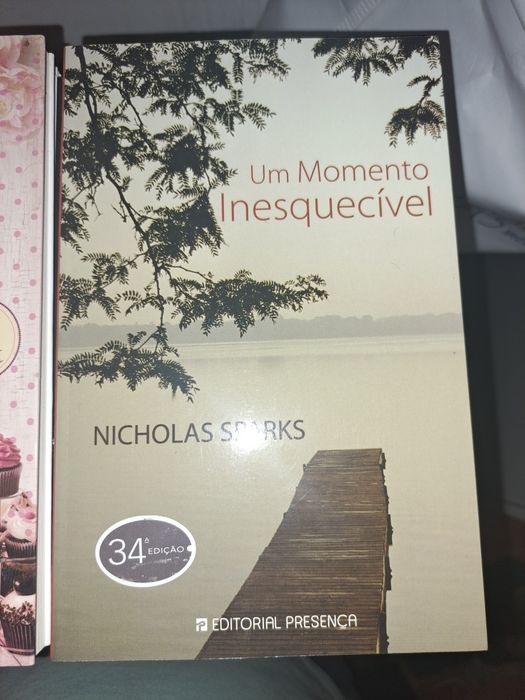 Um Momento
Inesquecível
NICHOLAS SPARKS
34ª
EDIÇÃO
EDITORIAL PRESENÇA